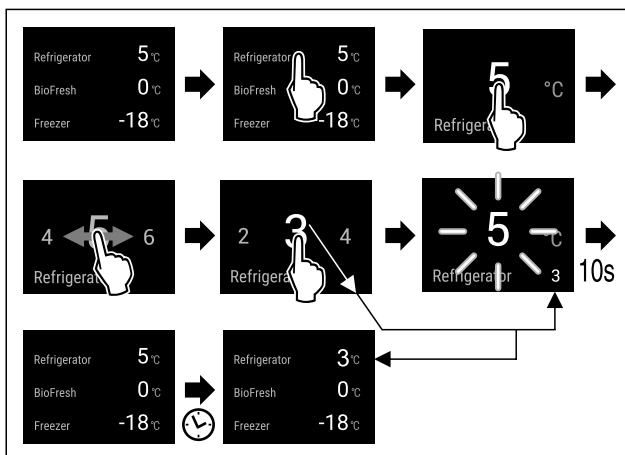 Refrigerator 5°C
BioFresh 0°C
Freezer -18°C
Refrigerator 5°C
BioFresh 0°C
Freezer -18°C
5 °C
4 5 6
2 3 4
5 °C
Refrigerator 3
10s
Refrigerator 5°C
BioFresh 0°C
Freezer -18°C
Refrigerator 3°C
BioFresh 0°C
Freezer -18°C